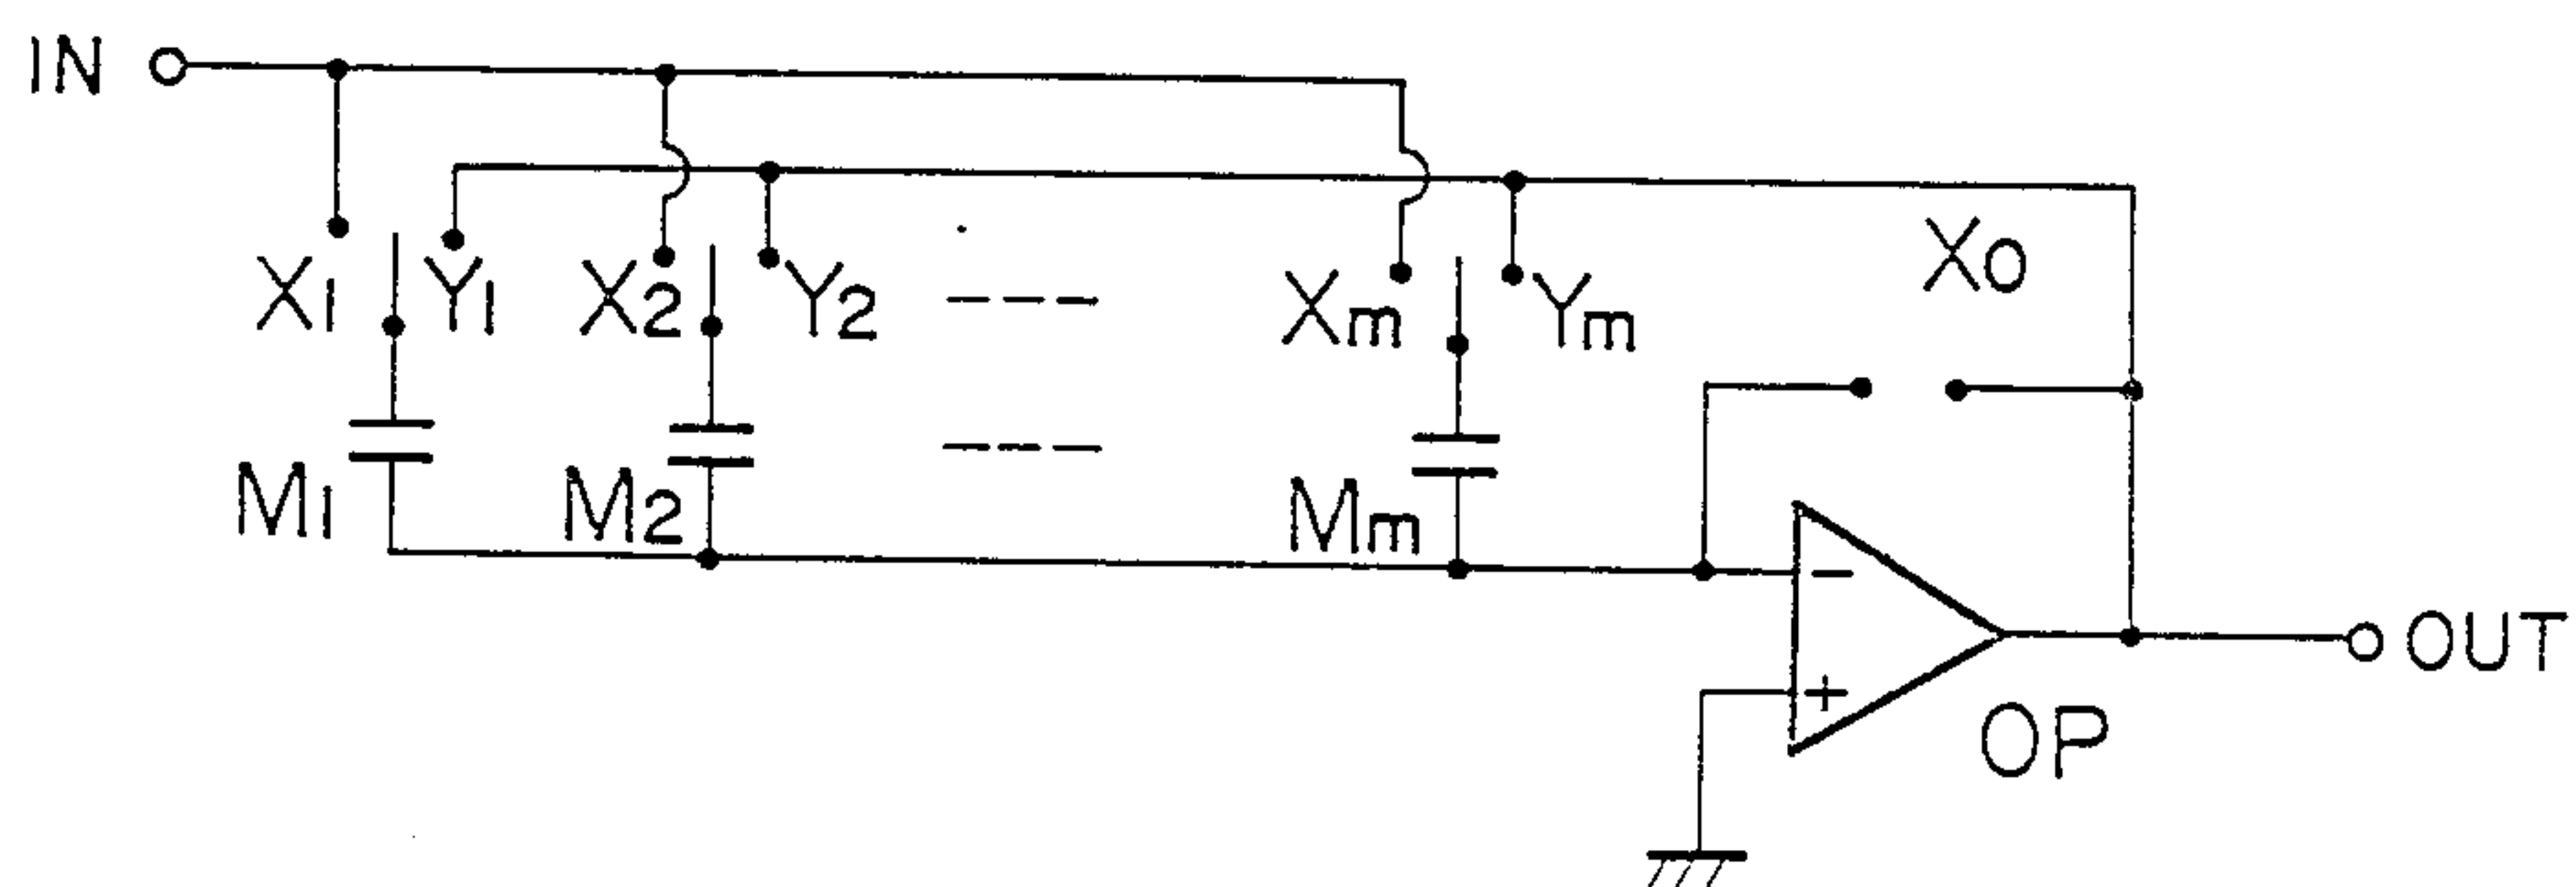 IN
X0
X1 Y1 X2 Y2 --- Xm Ym
M1 M2 --- Mm
-
+
OUT
OP